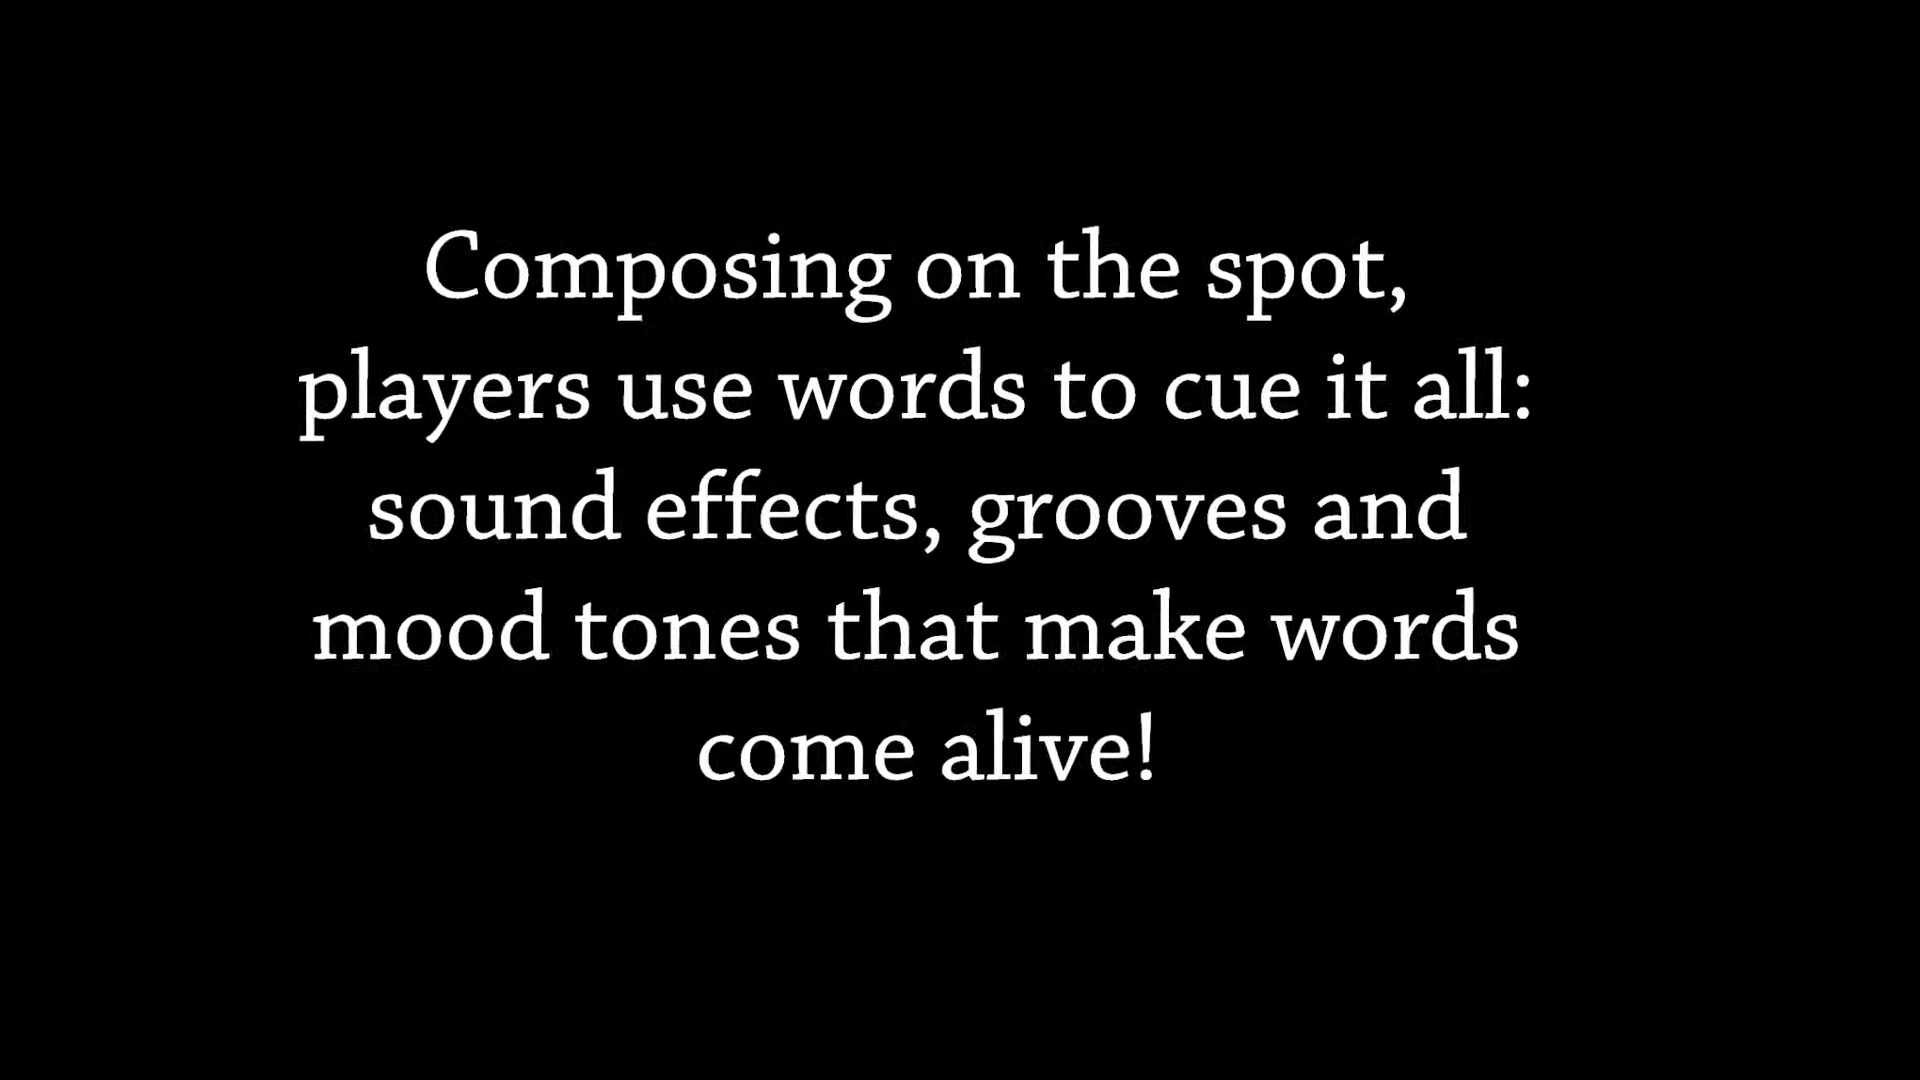 Composing on the spot,
players use words to cue it all:
sound effects, grooves and
mood tones that make words
come alive!